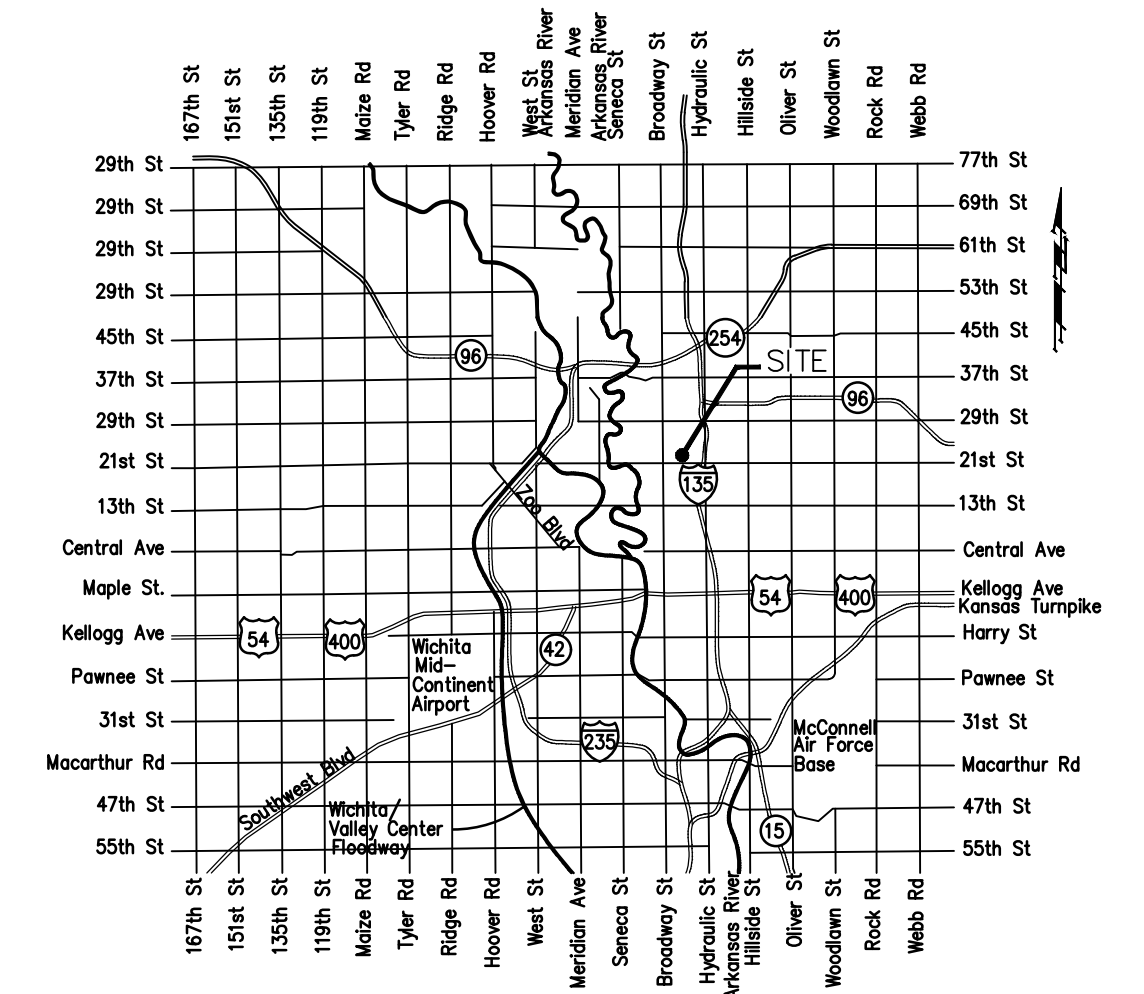 167th St
151st St
135th St
119th St
Maize Rd
Tyler Rd
Ridge Rd
Hoover Rd
West St
Arkansas River
Meridian Ave
Arkansas River
Seneca St
Broadway St
Hydraulic St
Hillside St
Oliver St
Woodlawn St
Rock Rd
Webb Rd
29th St
29th St
29th St
29th St
45th St
37th St
29th St
21st St
13th St
Central Ave
Maple St.
Kellogg Ave
Pawnee St
31st St
Macarthur Rd
47th St
55th St
77th St
69th St
61th St
53th St
45th St
37th St
29th St
21st St
13th St
Central Ave
Kellogg Ave
Kansas Turnpike
Harry St
Pawnee St
31st St
Macarthur Rd
47th St
55th St
96
254
SITE
96
135
Zoo Blvd
54
400
54
400
42
Wichita
Mid-
Continent
Airport
235
McConnell
Air Force
Base
Southwest Blvd
Wichita/
Valley Center
Floodway
15
167th St
151st St
135th St
119th St
Maize Rd
Tyler Rd
Ridge Rd
Hoover Rd
West St
Meridian Ave
Seneca St
Broadway St
Hydraulic St
Arkansas River
Hillside St
Oliver St
Woodlawn St
Rock Rd
Webb Rd